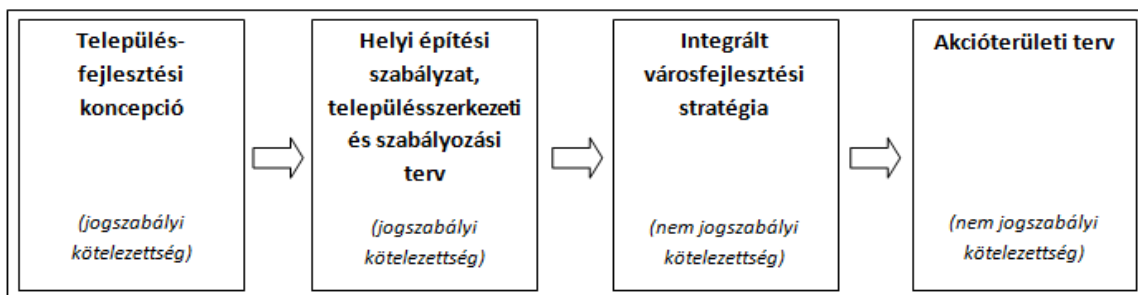 Település-
fejlesztési
koncepció
(jogszabályi
kötelezettség)
Helyi építési
szabályzat,
településszerkezeti
és szabályozási
terv
(jogszabályi
kötelezettség)
Integrált
városfejlesztési
stratégia
(nem jogszabályi
kötelezettség)
Akcióterületi terv
(nem jogszabályi
kötelezettség)